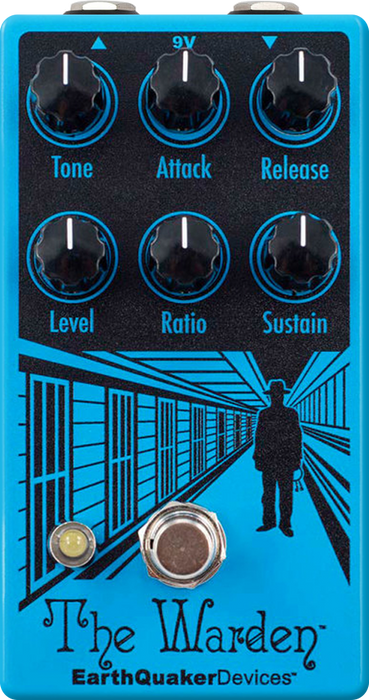 9V
Tone Attack Release
Level Ratio Sustain
The Warden™
EarthQuakerDevices™